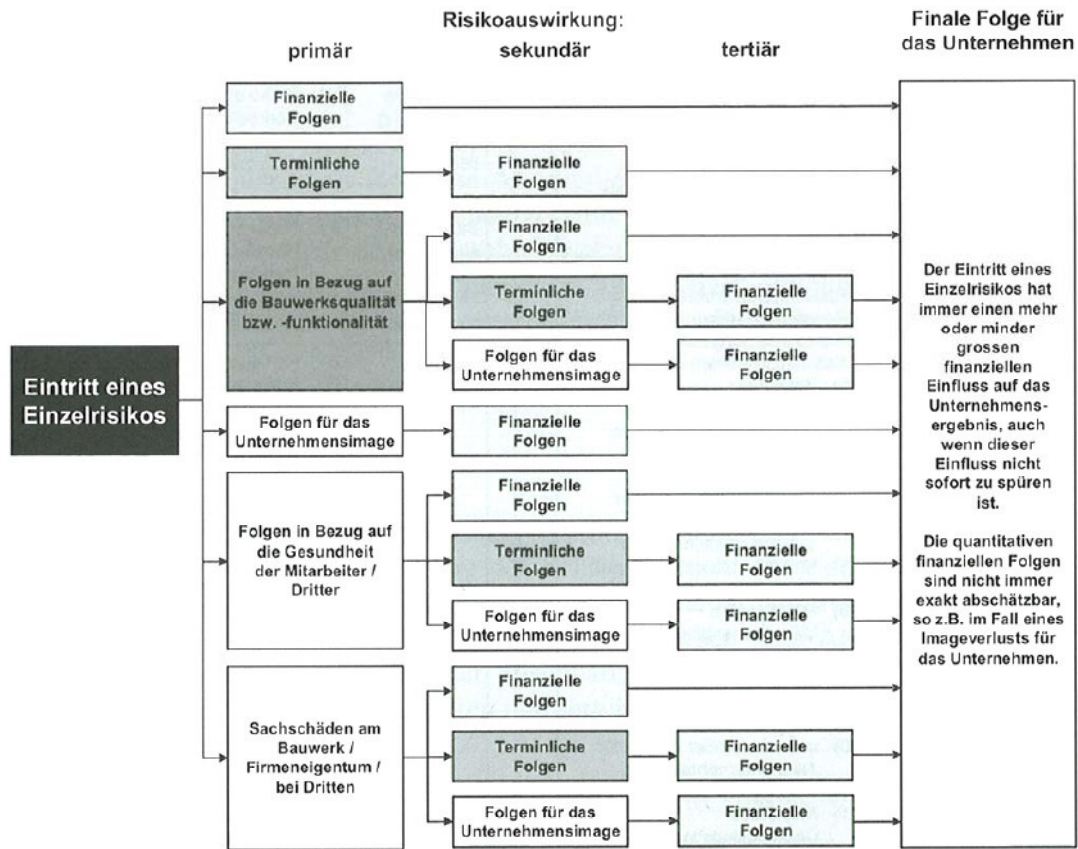 Risikoauswirkung:
Finale Folge für
das Unternehmen
primär
sekundär
tertiär
Eintritt eines
Einzelrisikos
Finanzielle
Folgen
Terminliche
Folgen
Finanzielle
Folgen
Folgen in Bezug auf
die Bauwerksqualität
bzw. -funktionalität
Finanzielle
Folgen
Terminliche
Folgen
Finanzielle
Folgen
Folgen für das
Unternehmensimage
Finanzielle
Folgen
Folgen für das
Unternehmensimage
Finanzielle
Folgen
Folgen in Bezug auf
die Gesundheit
der Mitarbeiter /
Dritter
Finanzielle
Folgen
Terminliche
Folgen
Finanzielle
Folgen
Folgen für das
Unternehmensimage
Finanzielle
Folgen
Sachschäden am
Bauwerk /
Firmeneigentum /
bei Dritten
Finanzielle
Folgen
Terminliche
Folgen
Finanzielle
Folgen
Folgen für das
Unternehmensimage
Finanzielle
Folgen
Der Eintritt eines
Einzelrisikos hat
immer einen mehr
oder minder
grossen
finanziellen
Einfluss auf das
Unternehmens-
ergebnis, auch
wenn dieser
Einfluss nicht
sofort zu spüren
ist.
Die quantitativen
finanziellen Folgen
sind nicht immer
exakt abschätzbar,
so z.B. im Fall eines
Imageverlusts für
das Unternehmen.